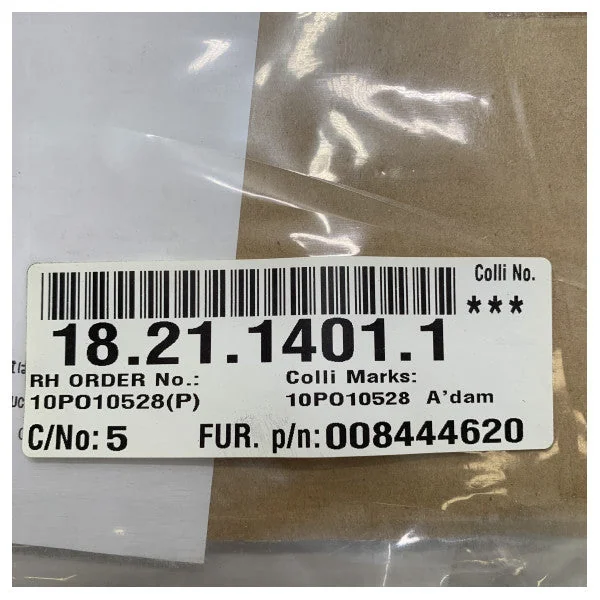 Colli No.
***
18.21.1401.1
RH ORDER No.:
10PO10528(P)
Colli Marks:
10PO10528 A'dam
C/No: 5
FUR. p/n: 008444620